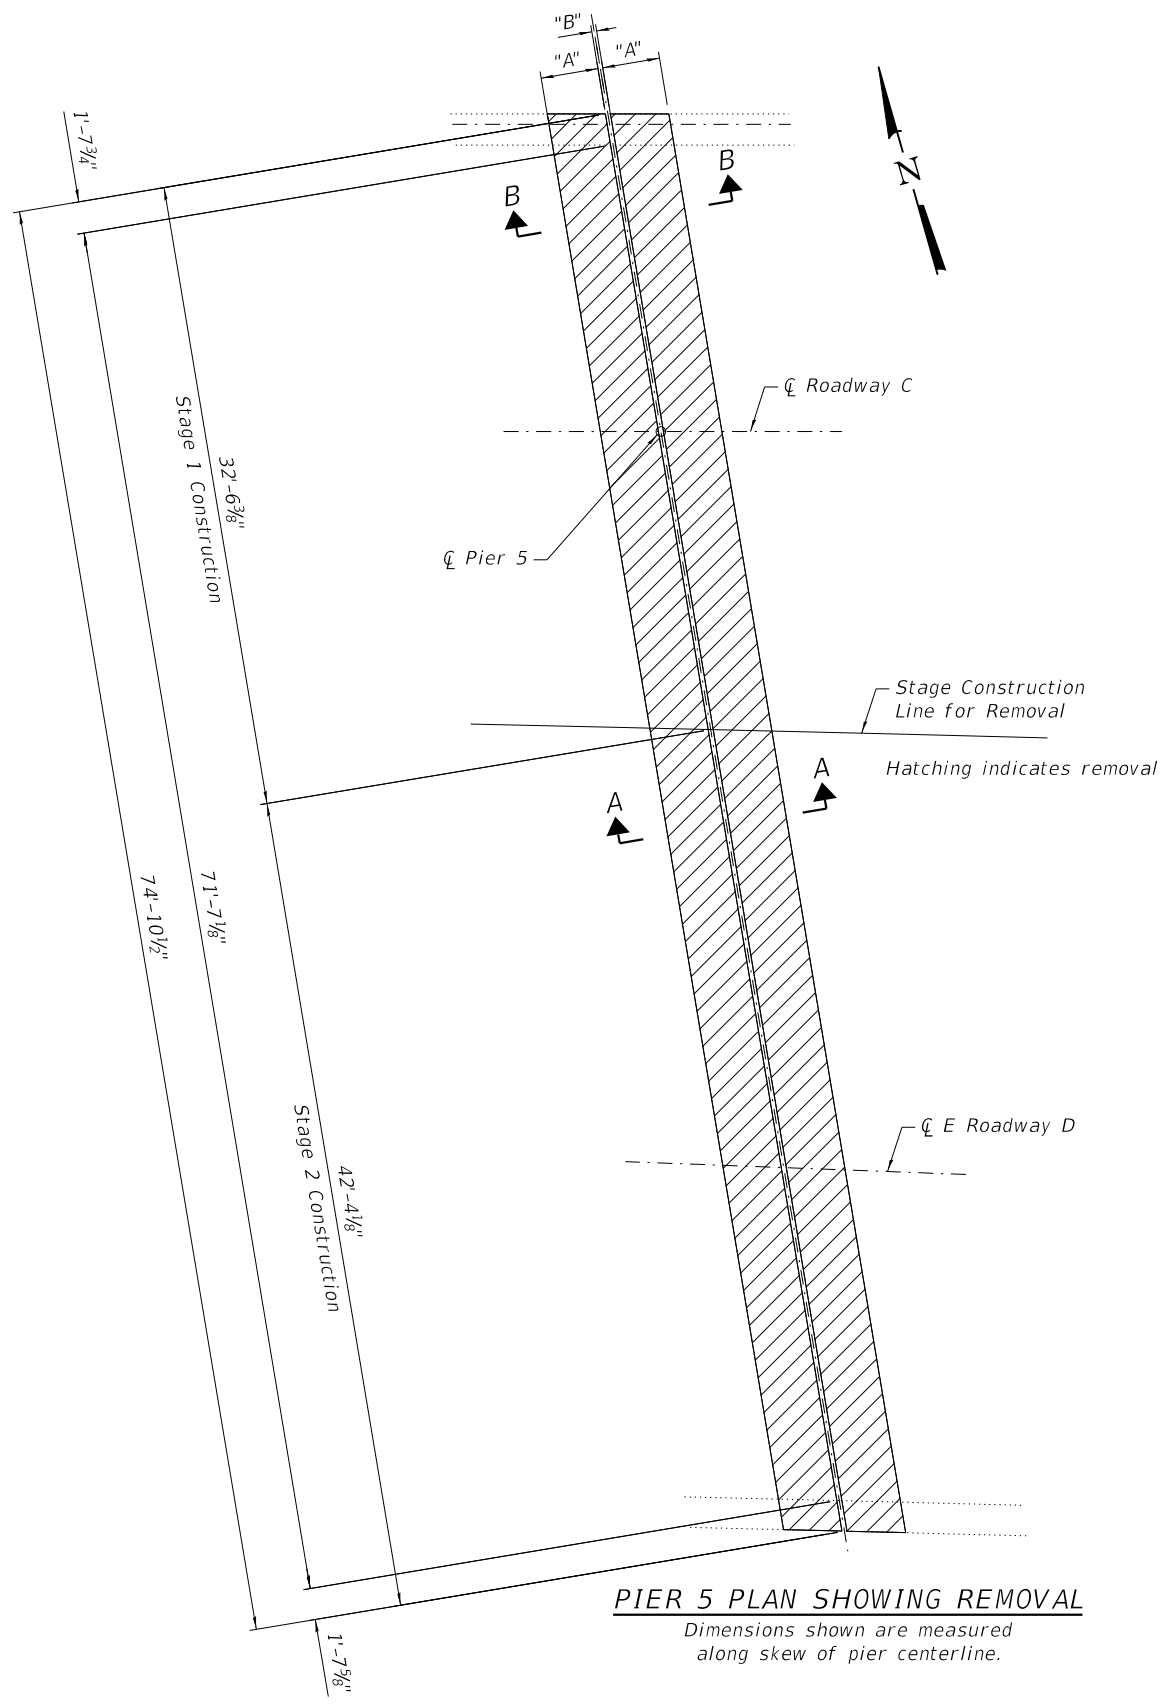 "B"
"A"
"A"
1'-7¾"
N
B
B
℄ Roadway C
Stage 1 Construction
32'-6⅜"
℄ Pier 5
Stage Construction
Line for Removal
Hatching indicates removal
A
A
74'-10½"
71'-7⅛"
℄ E Roadway D
Stage 2 Construction
42'-4⅛"
PIER 5 PLAN SHOWING REMOVAL
Dimensions shown are measured
along skew of pier centerline.
1'-7⅝"